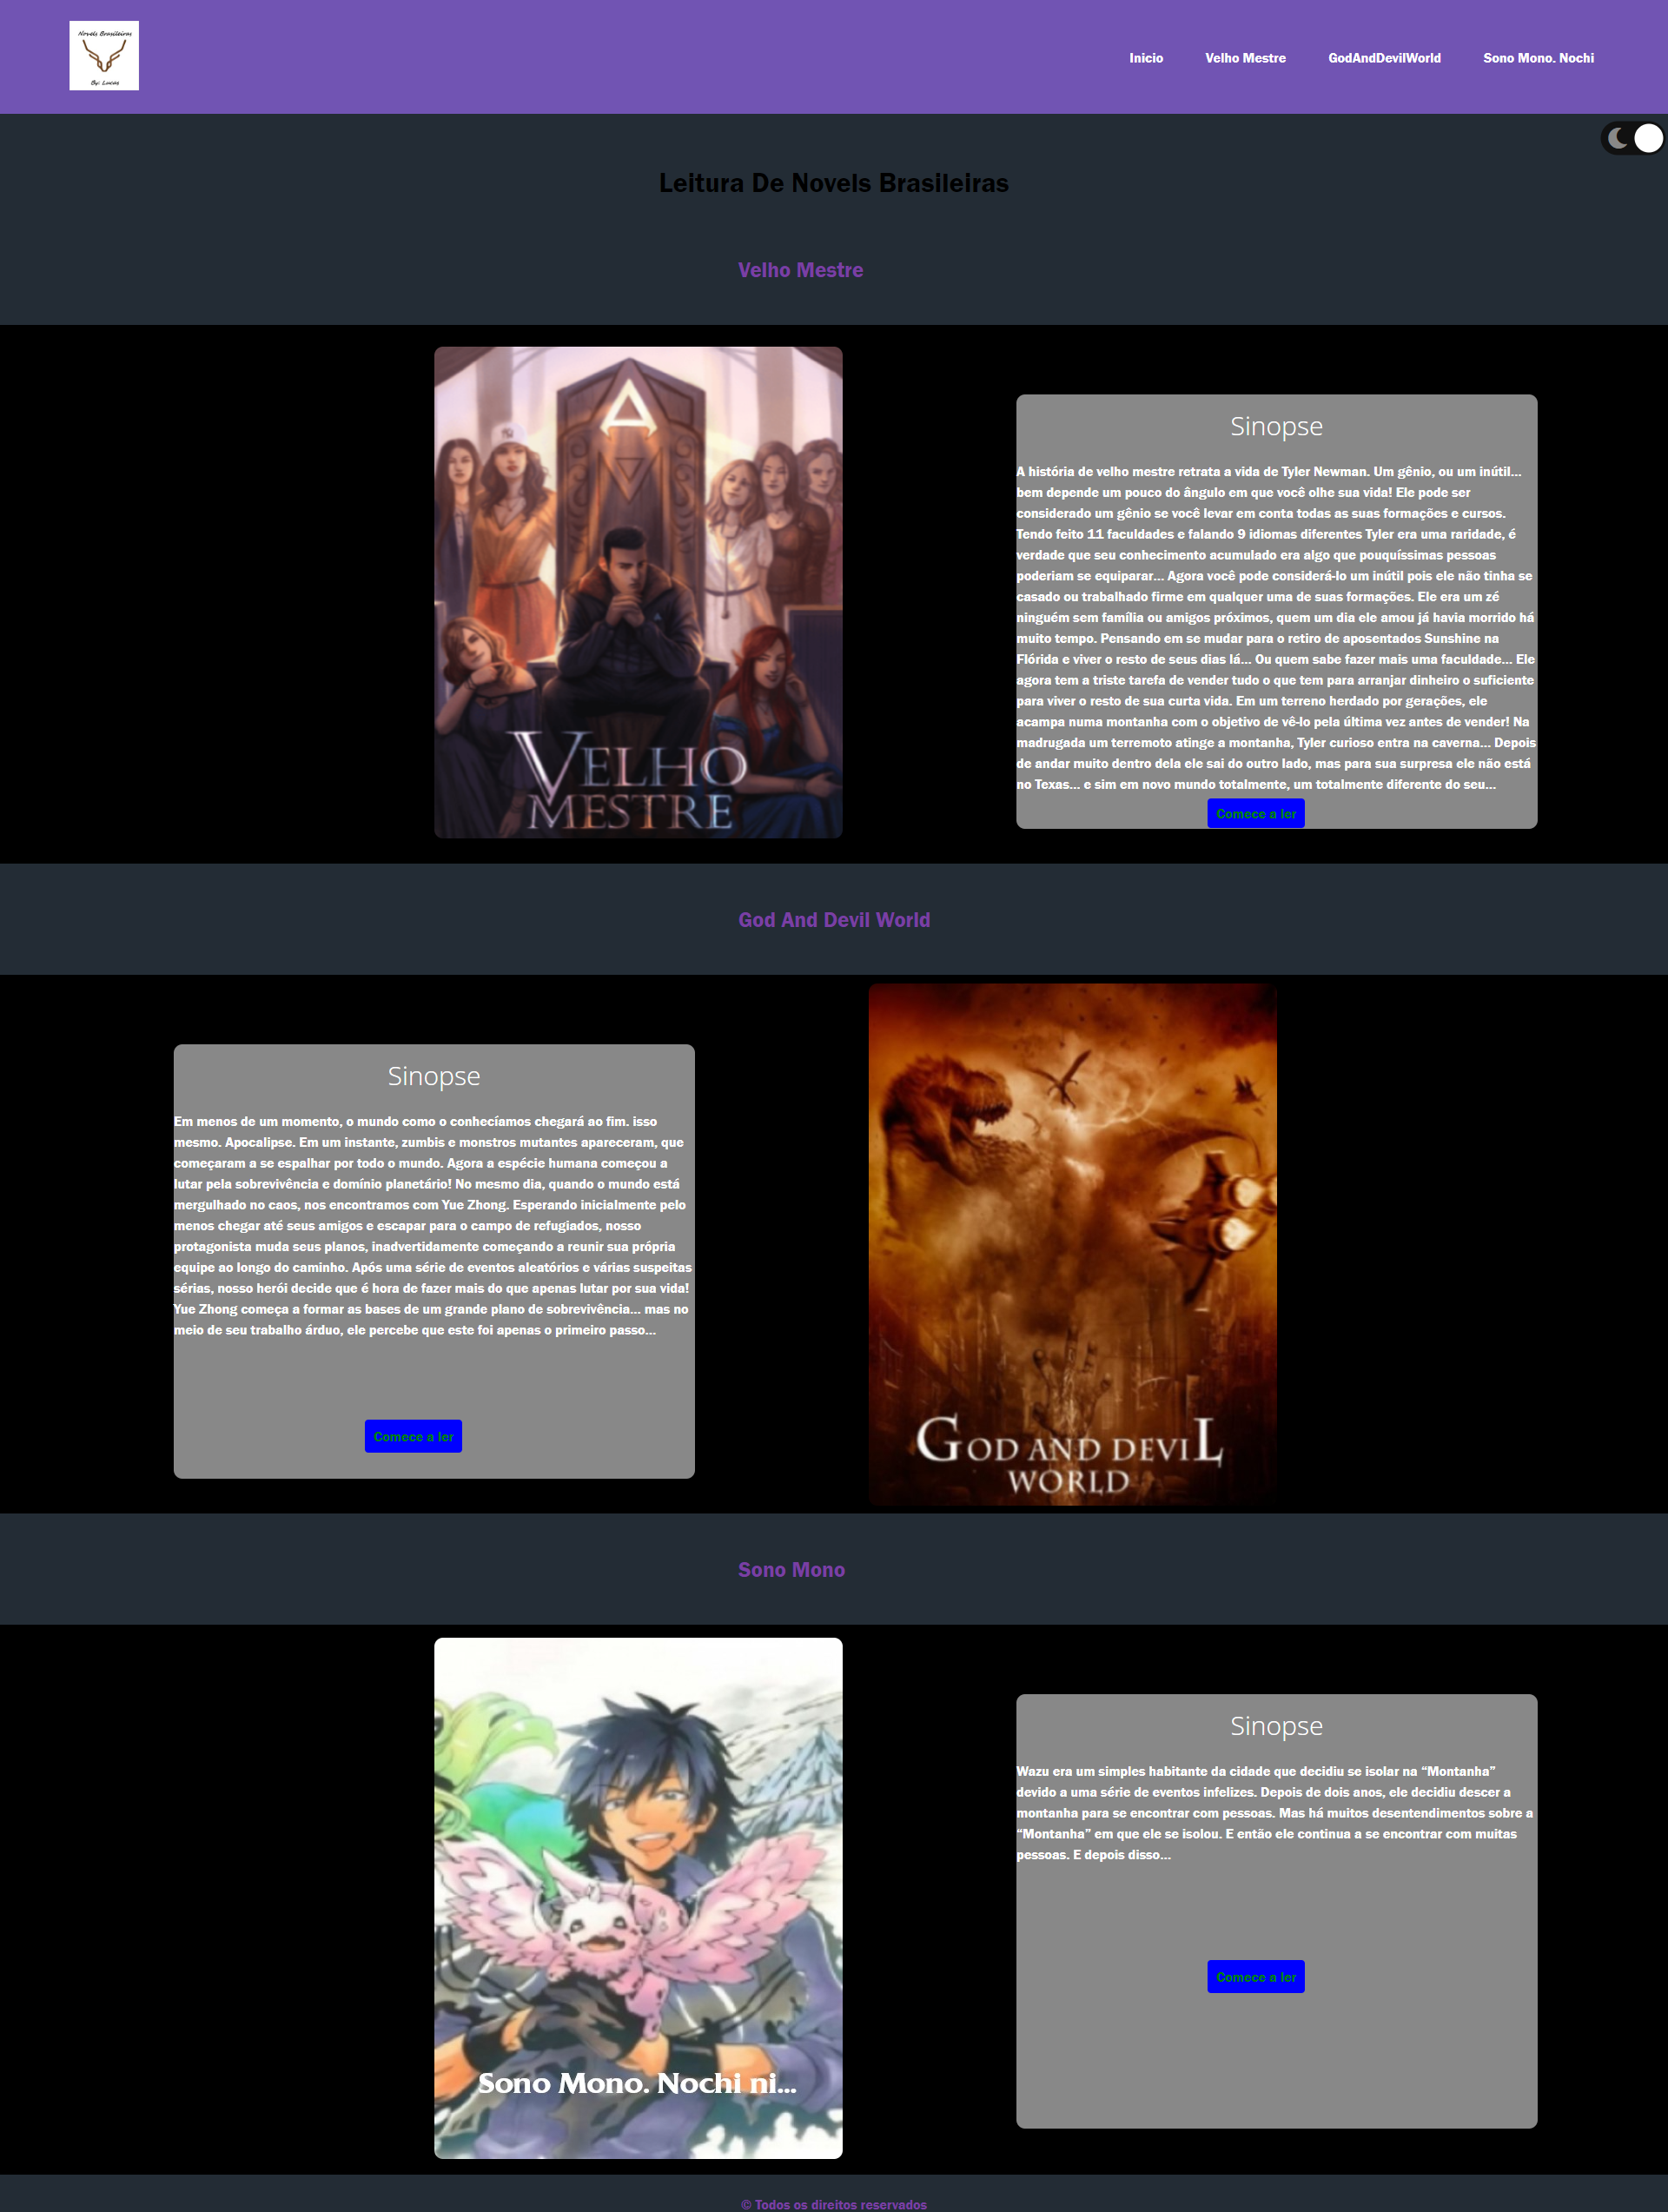 Novels Brasileiras
By: Lucas
Inicio Velho Mestre GodAndDevilWorld Sono Mono. Nochi
Leitura De Novels Brasileiras
Velho Mestre
VELHO
MESTRE
Sinopse
A história de velho mestre retrata a vida de Tyler Newman. Um gênio, ou um inútil...
bem depende um pouco do ângulo em que você olhe sua vida! Ele pode ser
considerado um gênio se você levar em conta todas as suas formações e cursos.
Tendo feito 11 faculdades e falando 9 idiomas diferentes Tyler era uma raridade, é
verdade que seu conhecimento acumulado era algo que pouquíssimas pessoas
poderiam se equiparar... Agora você pode considerá-lo um inútil pois ele não tinha se
casado ou trabalhado firme em qualquer uma de suas formações. Ele era um zé
ninguém sem família ou amigos próximos, quem um dia ele amou já havia morrido há
muito tempo. Pensando em se mudar para o retiro de aposentados Sunshine na
Flórida e viver o resto de seus dias lá... Ou quem sabe fazer mais uma faculdade... Ele
agora tem a triste tarefa de vender tudo o que tem para arranjar dinheiro o suficiente
para viver o resto de sua curta vida. Em um terreno herdado por gerações, ele
acampa numa montanha com o objetivo de vê-lo pela última vez antes de vender! Na
madrugada um terremoto atinge a montanha, Tyler curioso entra na caverna... Depois
de andar muito dentro dela ele sai do outro lado, mas para sua surpresa ele não está
no Texas... e sim em novo mundo totalmente, um totalmente diferente do seu...
Comece a ler
God And Devil World
Sinopse
Em menos de um momento, o mundo como o conhecíamos chegará ao fim. isso
mesmo. Apocalipse. Em um instante, zumbis e monstros mutantes apareceram, que
começaram a se espalhar por todo o mundo. Agora a espécie humana começou a
lutar pela sobrevivência e domínio planetário! No mesmo dia, quando o mundo está
mergulhado no caos, nos encontramos com Yue Zhong. Esperando inicialmente pelo
menos chegar até seus amigos e escapar para o campo de refugiados, nosso
protagonista muda seus planos, inadvertidamente começando a reunir sua própria
equipe ao longo do caminho. Após uma série de eventos aleatórios e várias suspeitas
sérias, nosso herói decide que é hora de fazer mais do que apenas lutar por sua vida!
Yue Zhong começa a formar as bases de um grande plano de sobrevivência... mas no
meio de seu trabalho árduo, ele percebe que este foi apenas o primeiro passo...
Comece a ler
GOD AND DEVIL
WORLD
Sono Mono
Sono Mono. Nochi ni...
Sinopse
Wazu era um simples habitante da cidade que decidiu se isolar na “Montanha”
devido a uma série de eventos infelizes. Depois de dois anos, ele decidiu descer a
montanha para se encontrar com pessoas. Mas há muitos desentendimentos sobre a
“Montanha” em que ele se isolou. E então ele continua a se encontrar com muitas
pessoas. E depois disso...
Comece a ler
© Todos os direitos reservados